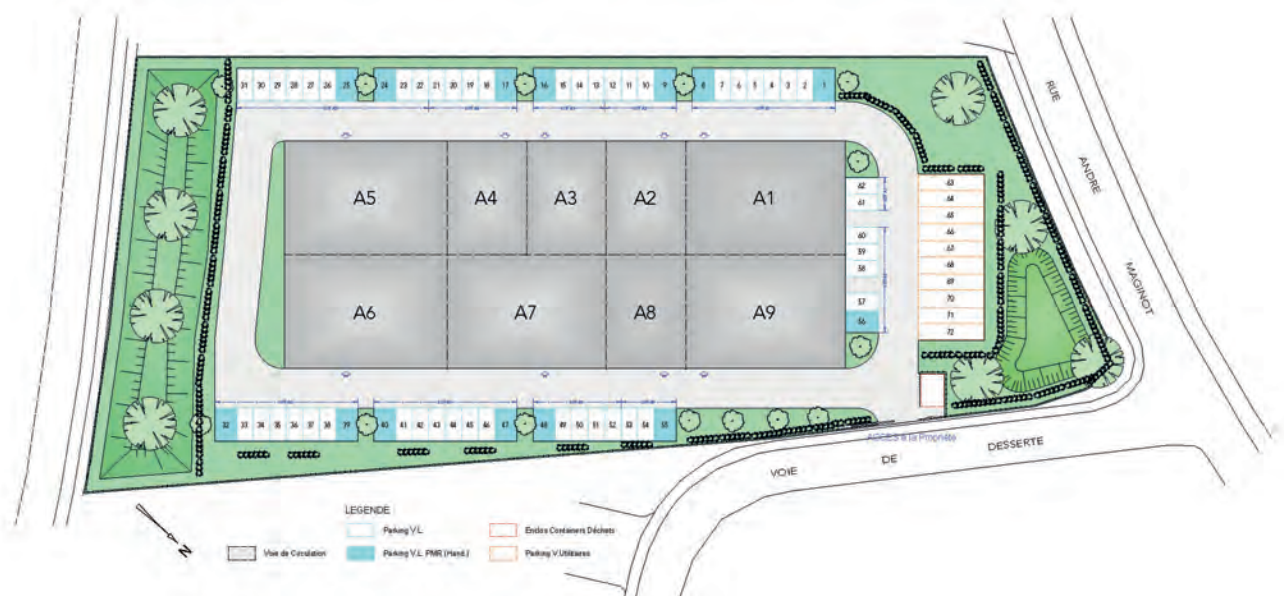 31 30 29 28 27 26 25 24 23 22 21 20 19 18 17 16 15 14 13 12 11 10 9 8 7 6 5 4 3 2 1
RUE ANDRE MAGINOT
A5 A4 A3 A2 A1
A6 A7 A8 A9
62
61
60
59
58
57
56
63
64
65
66
67
68
69
70
71
72
32 33 34 35 36 37 38 39 40 41 42 43 44 45 46 47 48 49 50 51 52 53 54 55
ACCES à la Propriété
VOIE DE DESSERTE
N
LEGENDE
Voie de Circulation
Parking V.L
Parking V.L PMR (Hand.)
Enclos Containers Déchets
Parking V.Utilitaires